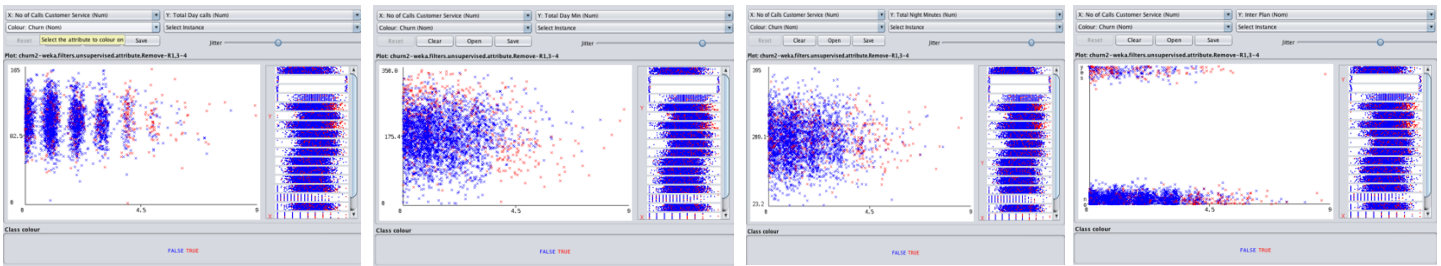 X: No of Calls Customer Service (Num) Y: Total Day calls (Num)
Colour: Churn (Nom) Select Instance
Reset Select the attribute to colour on Save Jitter
Plot: churn2-weka.filters.unsupervised.attribute.Remove-R1,3-4
165
82.5
0
0 4.5 9
Y
X
Class colour
FALSE TRUE
X: No of Calls Customer Service (Num) Y: Total Day Min (Num)
Colour: Churn (Nom) Select Instance
Reset Clear Open Save Jitter
Plot: churn2-weka.filters.unsupervised.attribute.Remove-R1,3-4
350.8
175.4
0
0 4.5 9
Y
X
Class colour
FALSE TRUE
X: No of Calls Customer Service (Num) Y: Total Night Minutes (Num)
Colour: Churn (Nom) Select Instance
Reset Clear Open Save Jitter
Plot: churn2-weka.filters.unsupervised.attribute.Remove-R1,3-4
395
23.2
0 4.5 9
Y
X
Class colour
FALSE TRUE
X: No of Calls Customer Service (Num) Y: Inter Plan (Nom)
Colour: Churn (Nom) Select Instance
Reset Clear Open Save Jitter
Plot: churn2-weka.filters.unsupervised.attribute.Remove-R1,3-4
y
e
s
n
o
0 4.5 9
Y
X
Class colour
FALSE TRUE